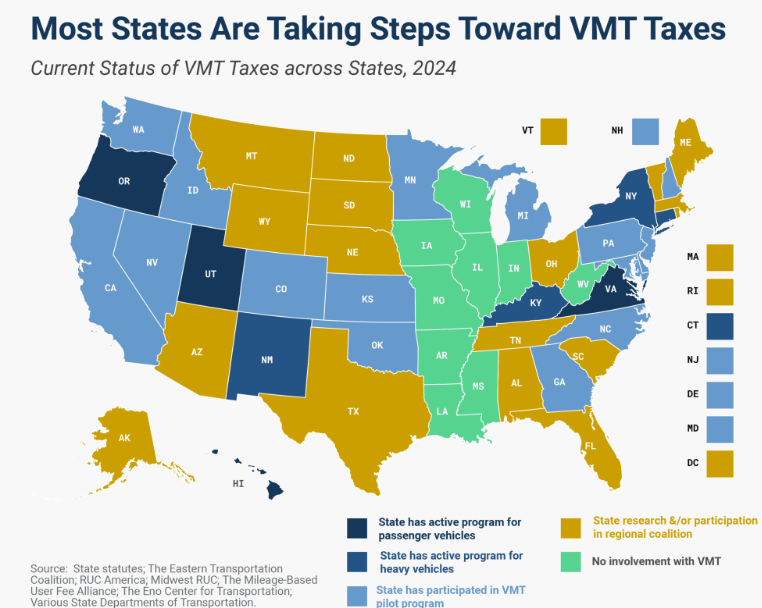 Most States Are Taking Steps Toward VMT Taxes
Current Status of VMT Taxes across States, 2024
VT
NH
WA
MT
ND
ME
OR
MN
NY
ID
SD
WI
MI
WY
IA
PA
NE
MA
NV
IL
IN
OH
UT
WV
VA
RI
CA
CO
KS
MO
KY
CT
NC
OK
TN
NJ
AZ
NM
AR
SC
MS
AL
GA
DE
TX
LA
MD
AK
FL
DC
HI
State has active program for
passenger vehicles
State has active program for
heavy vehicles
State has participated in VMT
pilot program
State research &/or participation
in regional coalition
No involvement with VMT
Source: State statutes; The Eastern Transportation
Coalition; RUC America; Midwest RUC; The Mileage-Based
User Fee Alliance; The Eno Center for Transportation;
Various State Departments of Transportation.